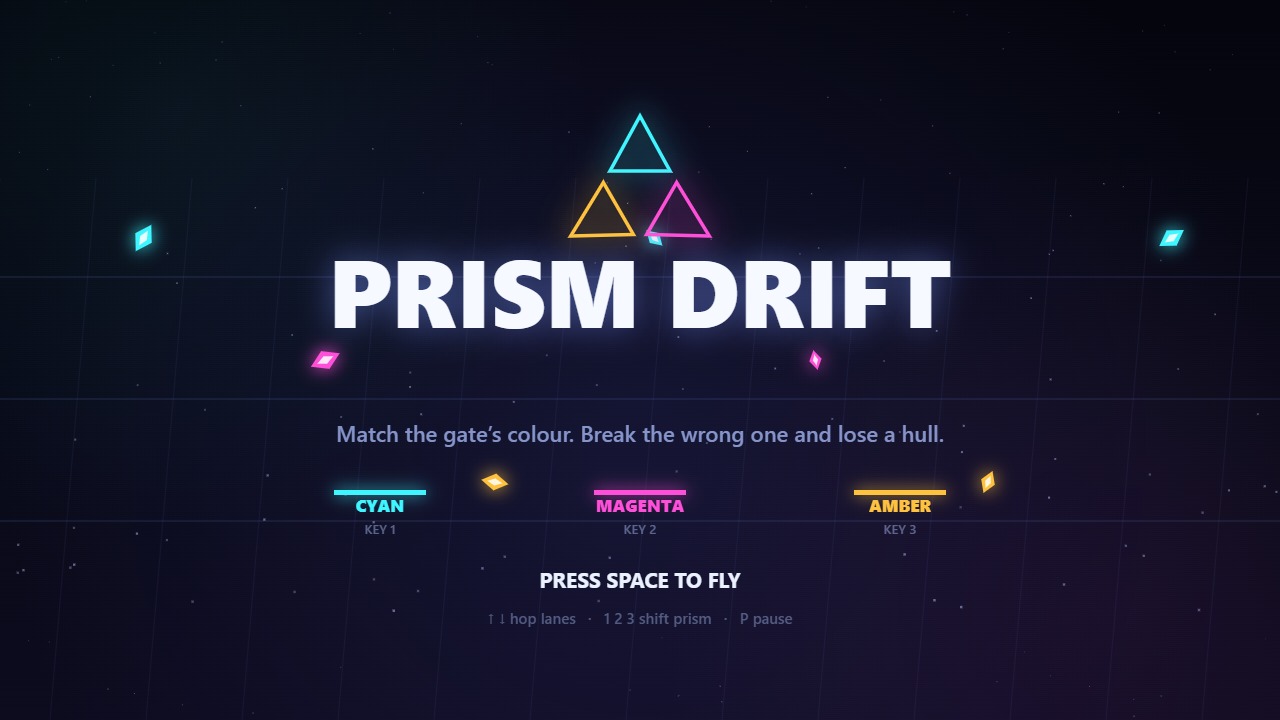 PRISM DRIFT
Match the gate’s colour. Break the wrong one and lose a hull.
CYAN MAGENTA AMBER
KEY 1 KEY 2 KEY 3
PRESS SPACE TO FLY
↑ ↓ hop lanes · 1 2 3 shift prism · P pause